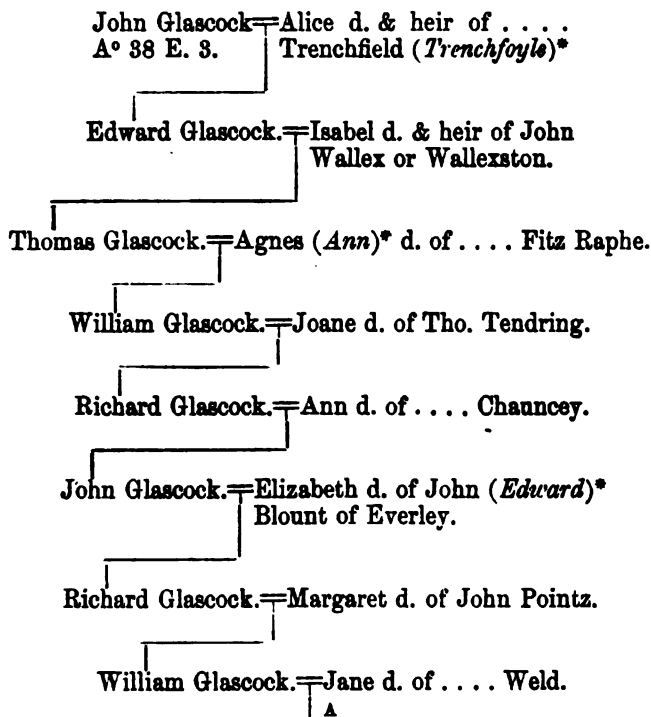 John Glascock=Alice d. & heir of . . . .
Aº 38 E. 3. Trenchfield (Trenchfoyle)*
Edward Glascock.=Isabel d. & heir of John
Wallex or Wallexston.
Thomas Glascock.=Agnes (Ann)* d. of . . . . Fitz Raphe.
William Glascock.=Joane d. of Tho. Tendring.
Richard Glascock.=Ann d. of . . . . Chauncey.
John Glascock.=Elizabeth d. of John (Edward)*
Blount of Everley.
Richard Glascock.=Margaret d. of John Pointz.
William Glascock.=Jane d. of . . . . Weld.
A